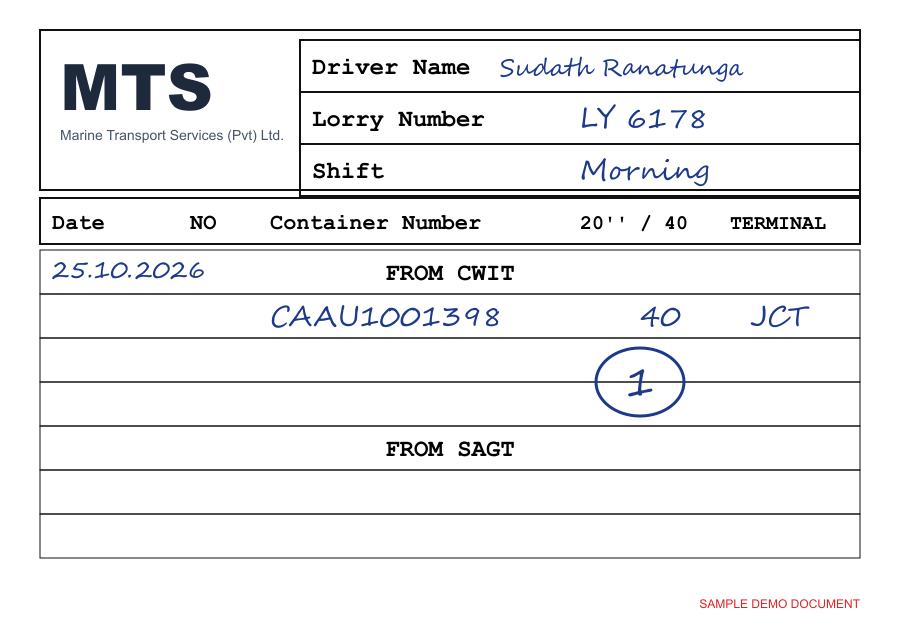 MTS
Marine Transport Services (Pvt) Ltd.
Driver Name Sudath Ranatunga
Lorry Number LY 6178
Shift Morning
Date NO Container Number 20'' / 40 TERMINAL
25.10.2026 FROM CWIT
CAAU1001398 40 JCT
1
FROM SAGT
SAMPLE DEMO DOCUMENT